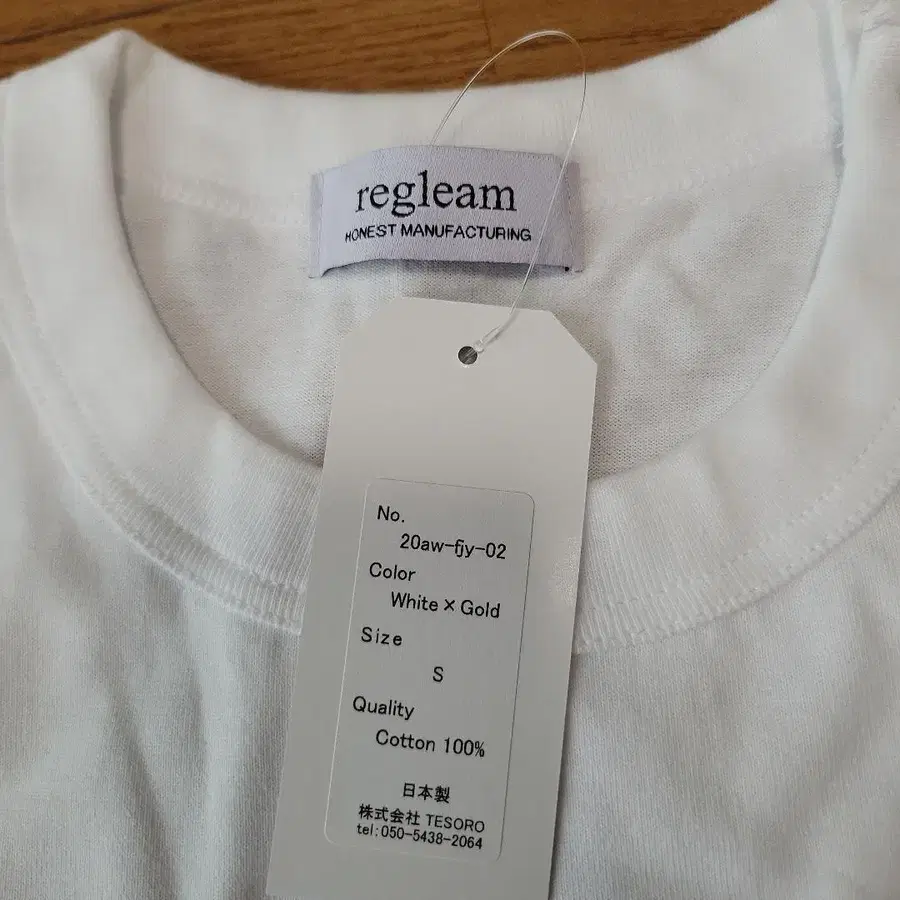 regleam
HONEST MANUFACTURING
No.
20aw-fjy-02
Color
White×Gold
Size
S
Quality
Cotton 100%
日本製
株式会社 TESORO
tel:050-5438-2064